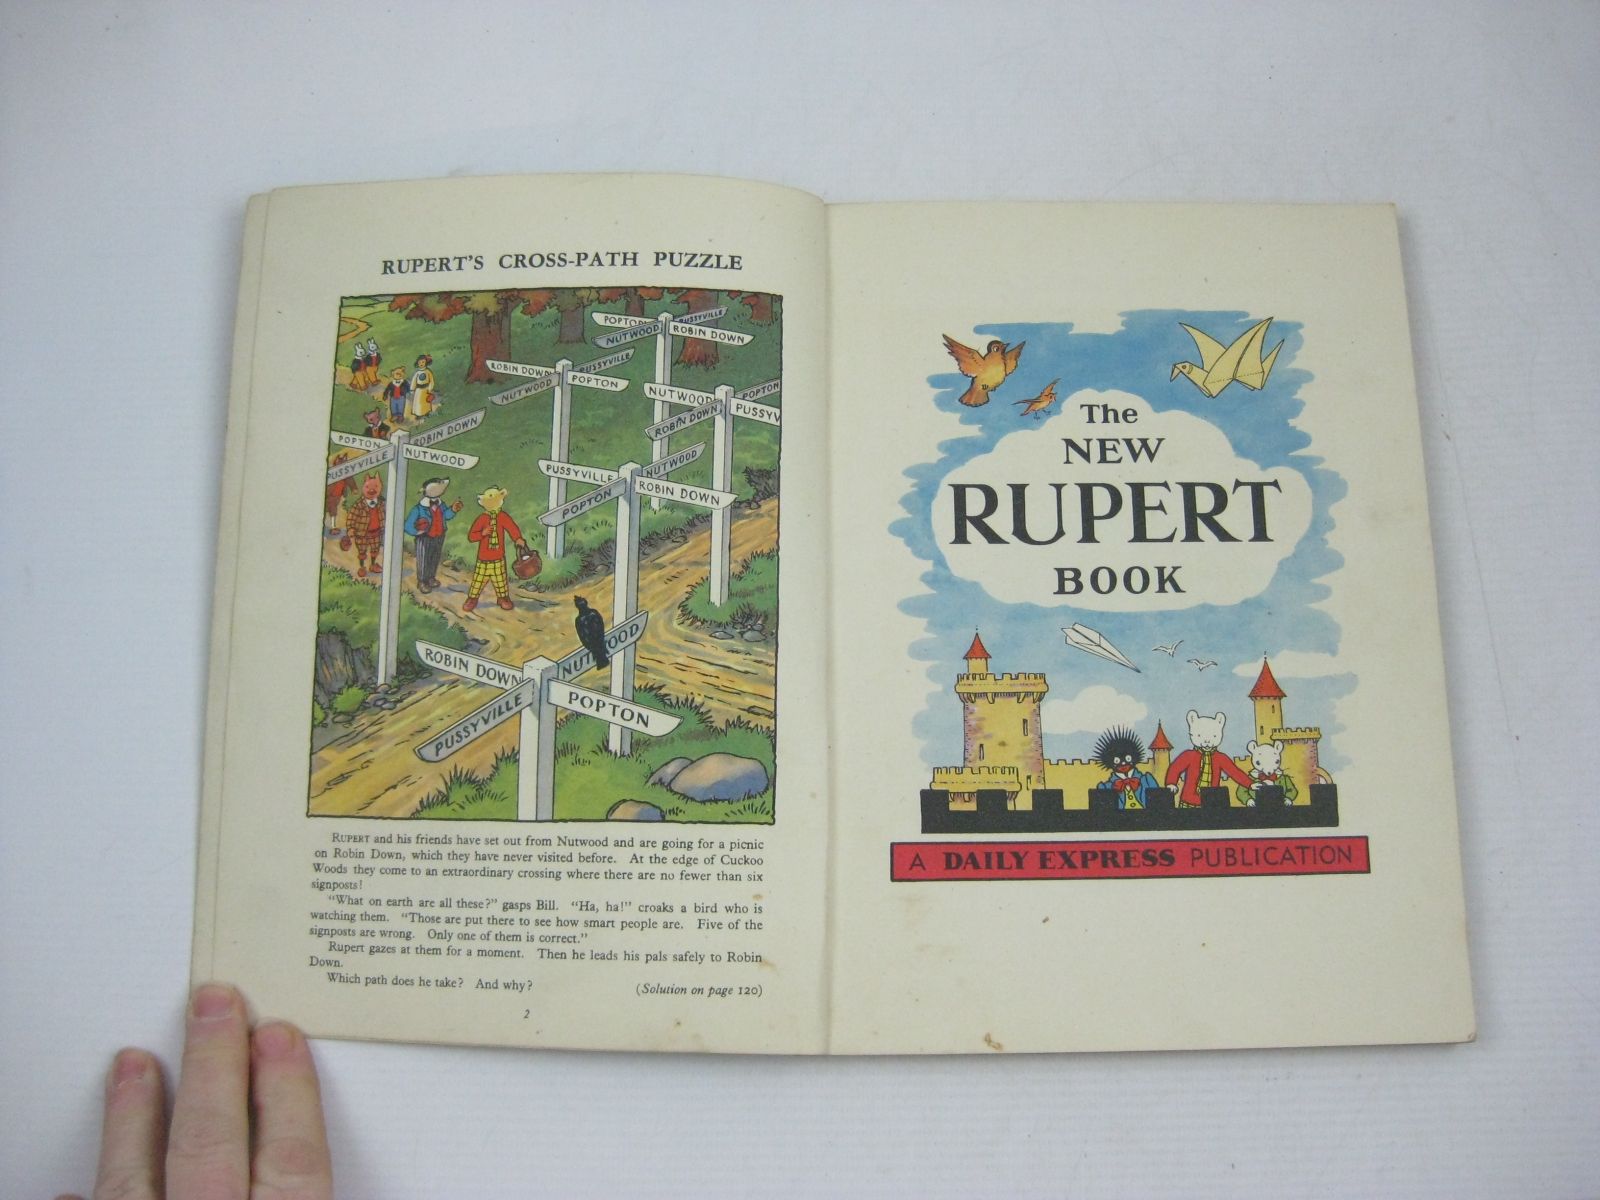 RUPERT'S CROSS-PATH PUZZLE
POPTON
PUSSYVILLE
NUTWOOD
ROBIN DOWN
ROBIN DOWN
PUSSYVILLE
NUTWOOD
POPTON
NUTWOOD
POPTON
ROBIN DOWN
PUSSYV
POPTON
ROBIN DOWN
PUSSYVILLE
NUTWOOD
PUSSYVILLE
NUTWOOD
POPTON
ROBIN DOWN
ROBIN DOWN
NUTWOOD
PUSSYVILLE
POPTON
RUPERT and his friends have set out from Nutwood and are going for a picnic
on Robin Down, which they have never visited before. At the edge of Cuckoo
Woods they come to an extraordinary crossing where there are no fewer than six
signposts!
"What on earth are all these?" gasps Bill. "Ha, ha!" croaks a bird who is
watching them. "Those are put there to see how smart people are. Five of the
signposts are wrong. Only one of them is correct."
Rupert gazes at them for a moment. Then he leads his pals safely to Robin
Down.
Which path does he take? And why? (Solution on page 120)
2
The
NEW
RUPERT
BOOK
A DAILY EXPRESS PUBLICATION